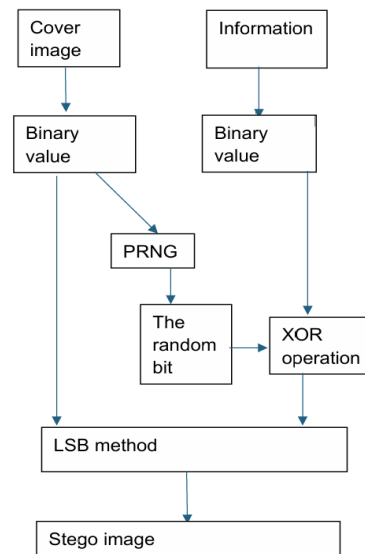 Cover
image
Information
Binary
value
Binary
value
PRNG
The
random
bit
XOR
operation
LSB method
Stego image